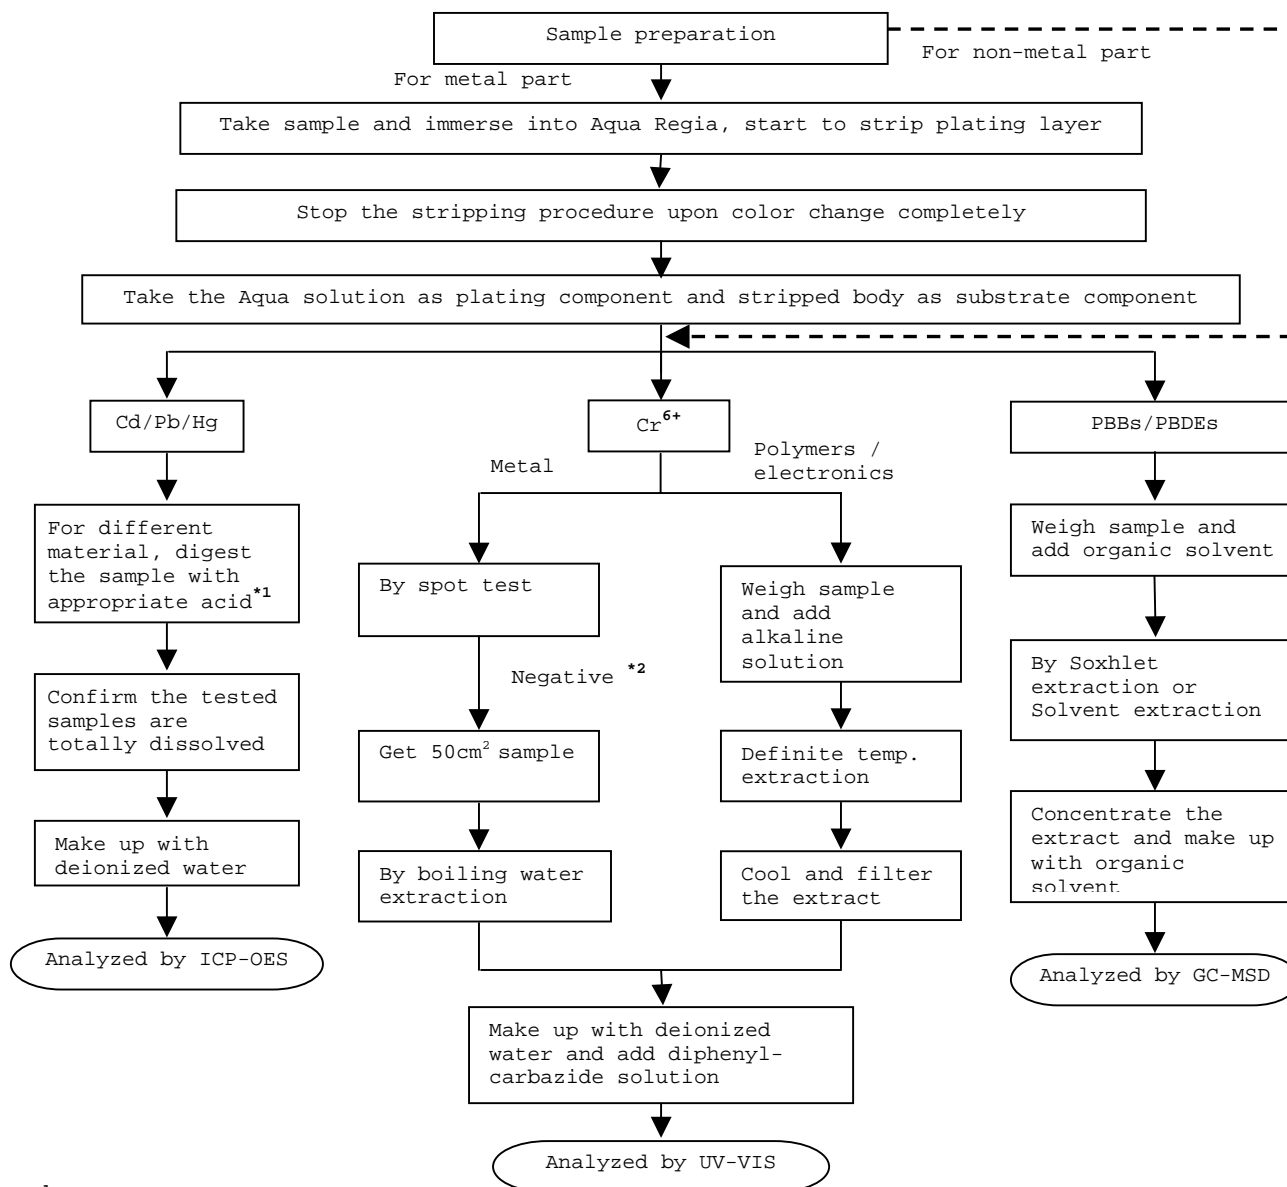 Sample preparation
For non-metal part
For metal part
Take sample and immerse into Aqua Regia, start to strip plating layer
Stop the stripping procedure upon color change completely
Take the Aqua solution as plating component and stripped body as substrate component
Cd/Pb/Hg
Cr6+
PBBs/PBDEs
Metal
Polymers /
electronics
For different
material, digest
the sample with
appropriate acid*1
Confirm the tested
samples are
totally dissolved
Make up with
deionized water
Analyzed by ICP-OES
By spot test
Negative *2
Get 50cm2 sample
By boiling water
extraction
Weigh sample
and add
alkaline
solution
Definite temp.
extraction
Cool and filter
the extract
Make up with deionized
water and add diphenyl-
carbazide solution
Analyzed by UV-VIS
Weigh sample and
add organic solvent
By Soxhlet
extraction or
Solvent extraction
Concentrate the
extract and make up
with organic
solvent
Analyzed by GC-MSD